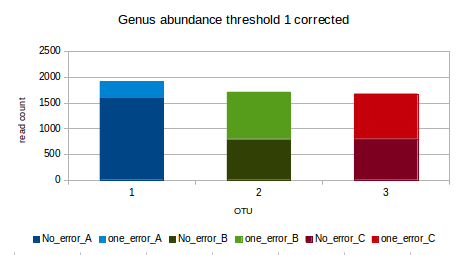 Genus abundance threshold 1 corrected
2500
2000
1500
1000
500
0
read count
1 2 3
OTU
No_error_A one_error_A No_error_B one_error_B No_error_C one_error_C